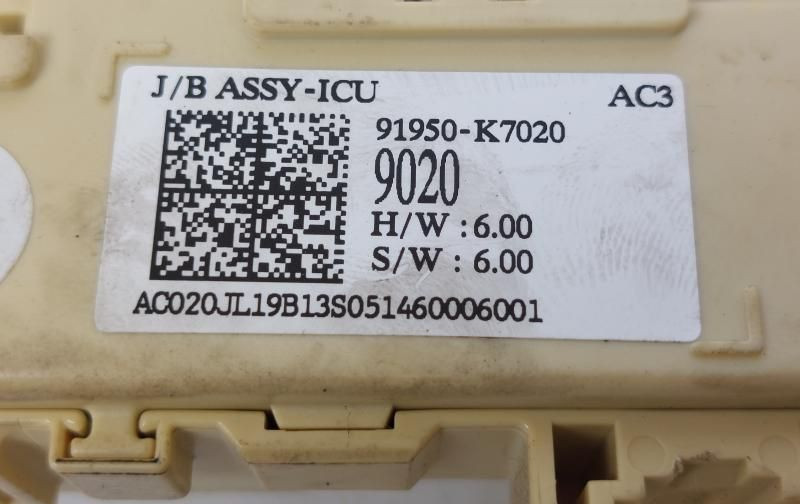 J/B ASSY-ICU
AC3
91950-K7020
9020
H/W : 6.00
S/W : 6.00
AC020JL19B13S051460006001